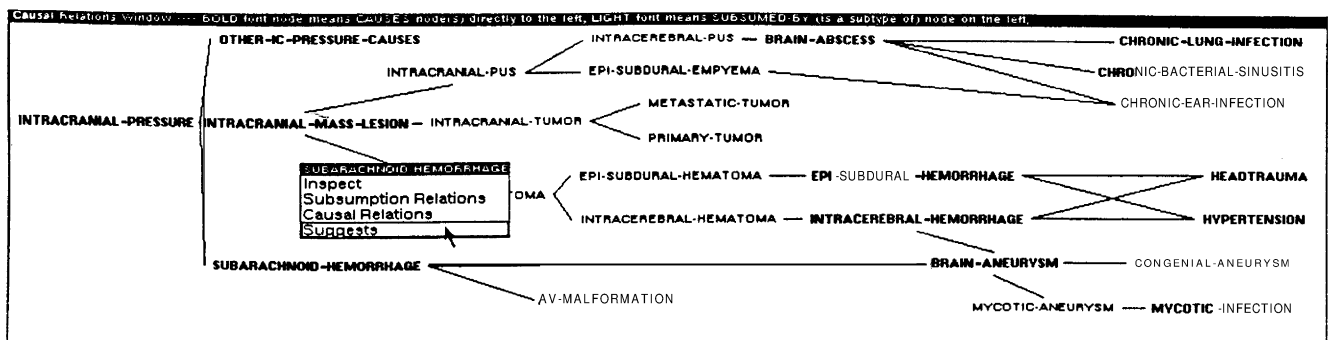 Causal Relations Window ---- BOLD font node means CAUSES node(s) directly to the left, LIGHT font means SUBSUMED-BY (is a subtype of) node on the left.
OTHER-IC-PRESSURE-CAUSES
INTRACEREBRAL-PUS
BRAIN-ABSCESS
CHRONIC-LUNG-INFECTION
INTRACRANIAL-PUS
EPI-SUBDURAL-EMPYEMA
CHRONIC-BACTERIAL-SINUSITIS
METASTATIC-TUMOR
CHRONIC-EAR-INFECTION
INTRACRANIAL-PRESSURE
INTRACRANIAL-MASS-LESION
INTRACRANIAL-TUMOR
PRIMARY-TUMOR
SUBARACHNOID-HEMORRHAGE
Inspect
Subsumption Relations
Causal Relations
Suggests
OMA
EPI-SUBDURAL-HEMATOMA
EPI-SUBDURAL-HEMORRHAGE
HEADTRAUMA
INTRACEREBRAL-HEMATOMA
INTRACEREBRAL-HEMORRHAGE
HYPERTENSION
SUBARACHNOID-HEMORRHAGE
BRAIN-ANEURYSM
CONGENIAL-ANEURYSM
AV-MALFORMATION
MYCOTIC-ANEURYSM
MYCOTIC-INFECTION